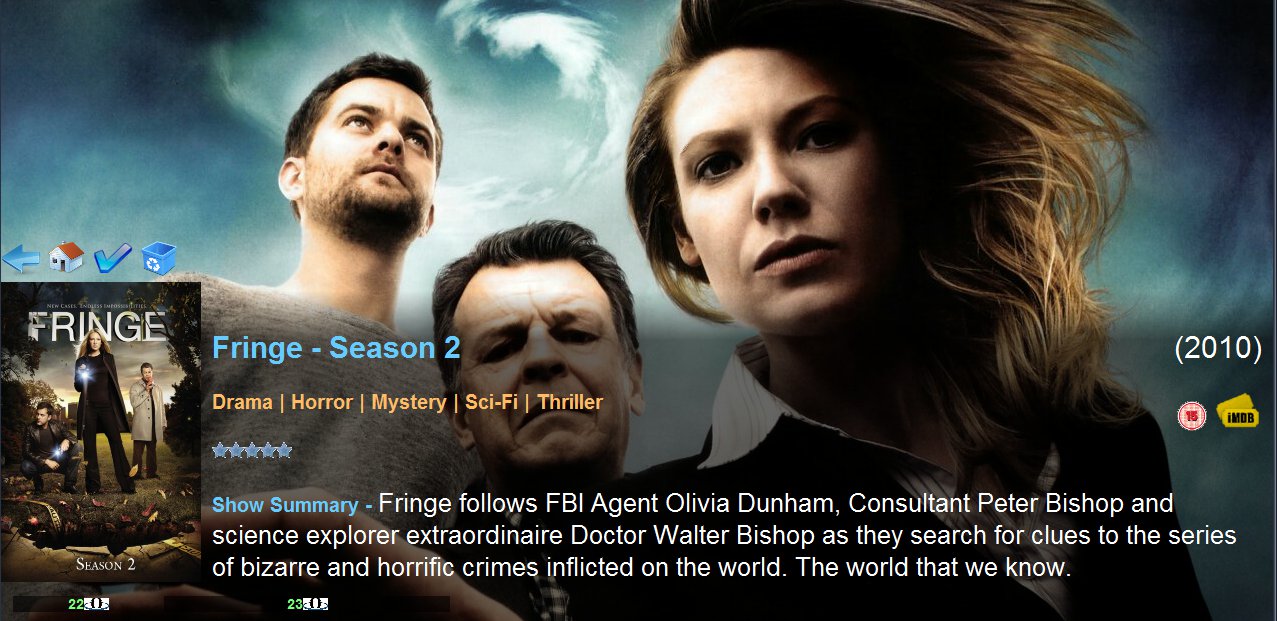 NEW CASES. ENDLESS IMPOSSIBILITIES.
FRINGE
SEASON 2
Fringe - Season 2
(2010)
Drama | Horror | Mystery | Sci-Fi | Thriller
15
iMDB
Show Summary - Fringe follows FBI Agent Olivia Dunham, Consultant Peter Bishop and
science explorer extraordinaire Doctor Walter Bishop as they search for clues to the series
of bizarre and horrific crimes inflicted on the world. The world that we know.
22
23